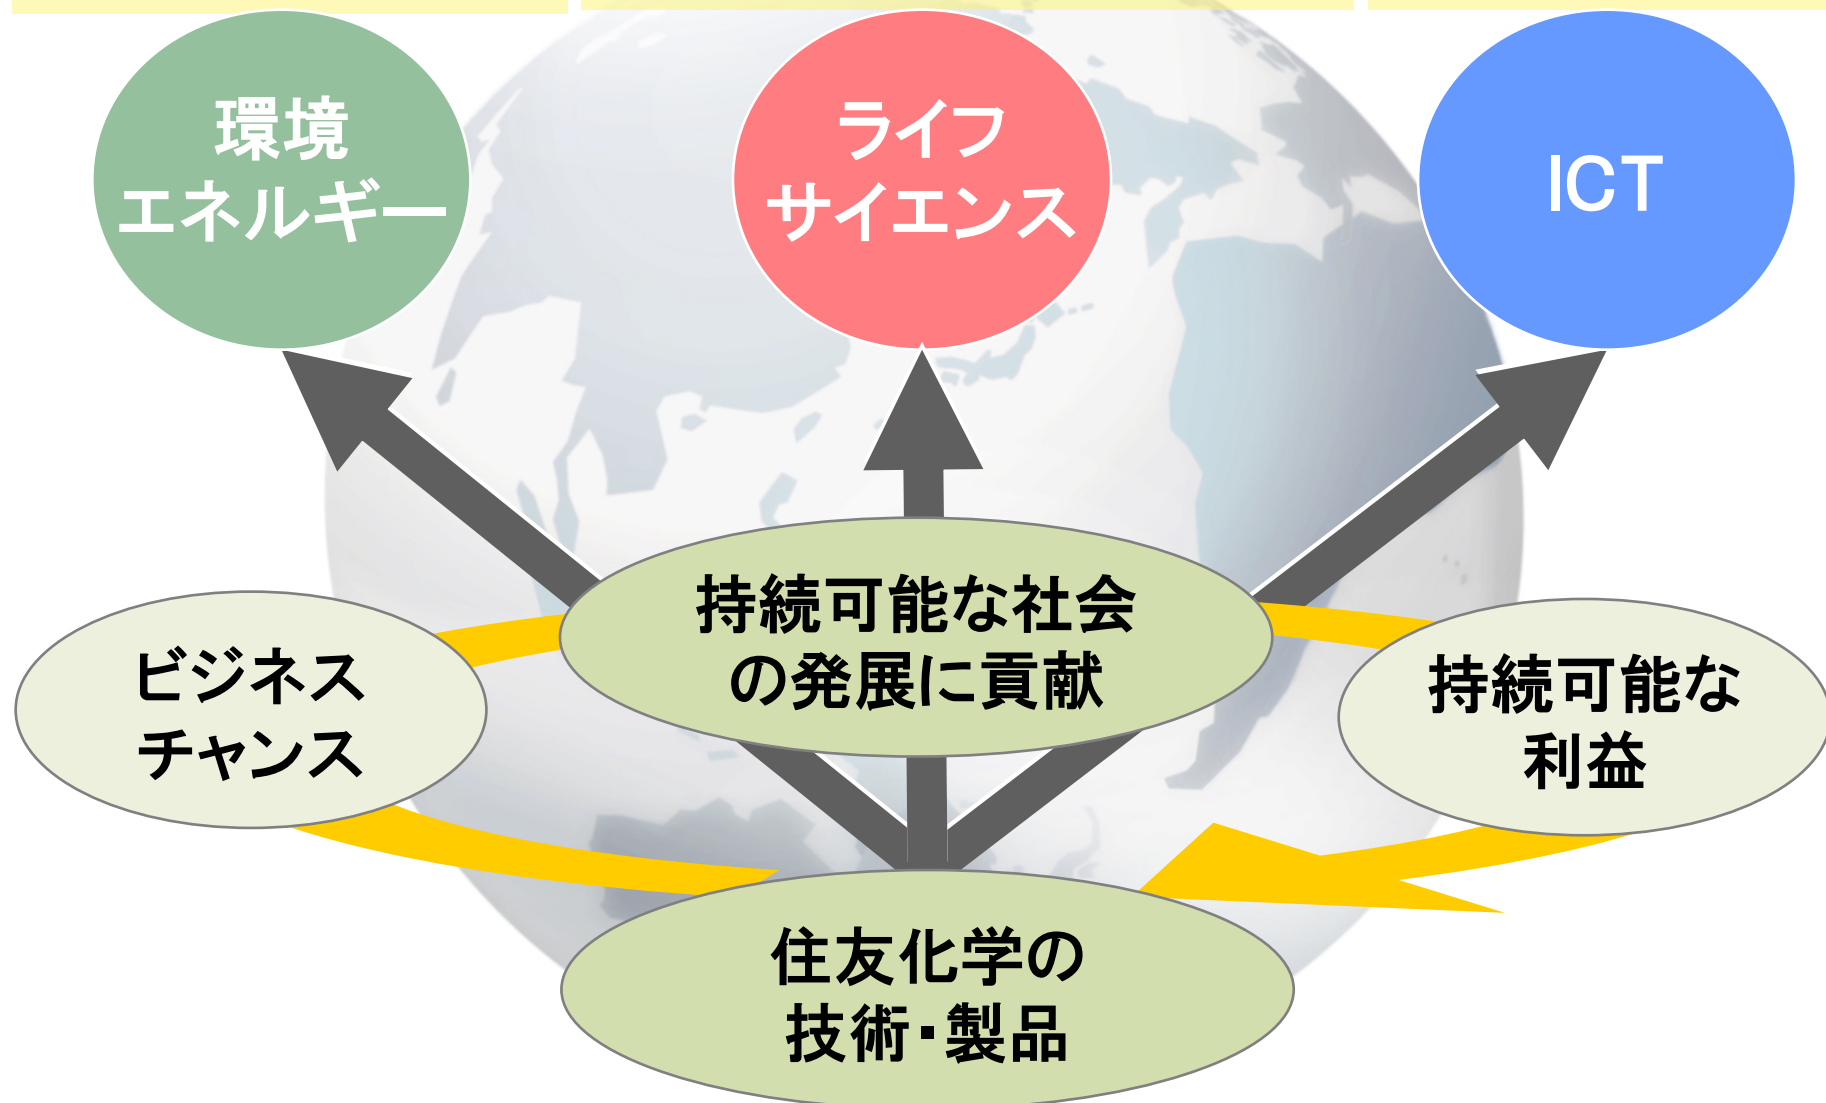 環境
エネルギー
ライフ
サイエンス
ICT
持続可能な社会
の発展に貢献
ビジネス
チャンス
持続可能な
利益
住友化学の
技術・製品